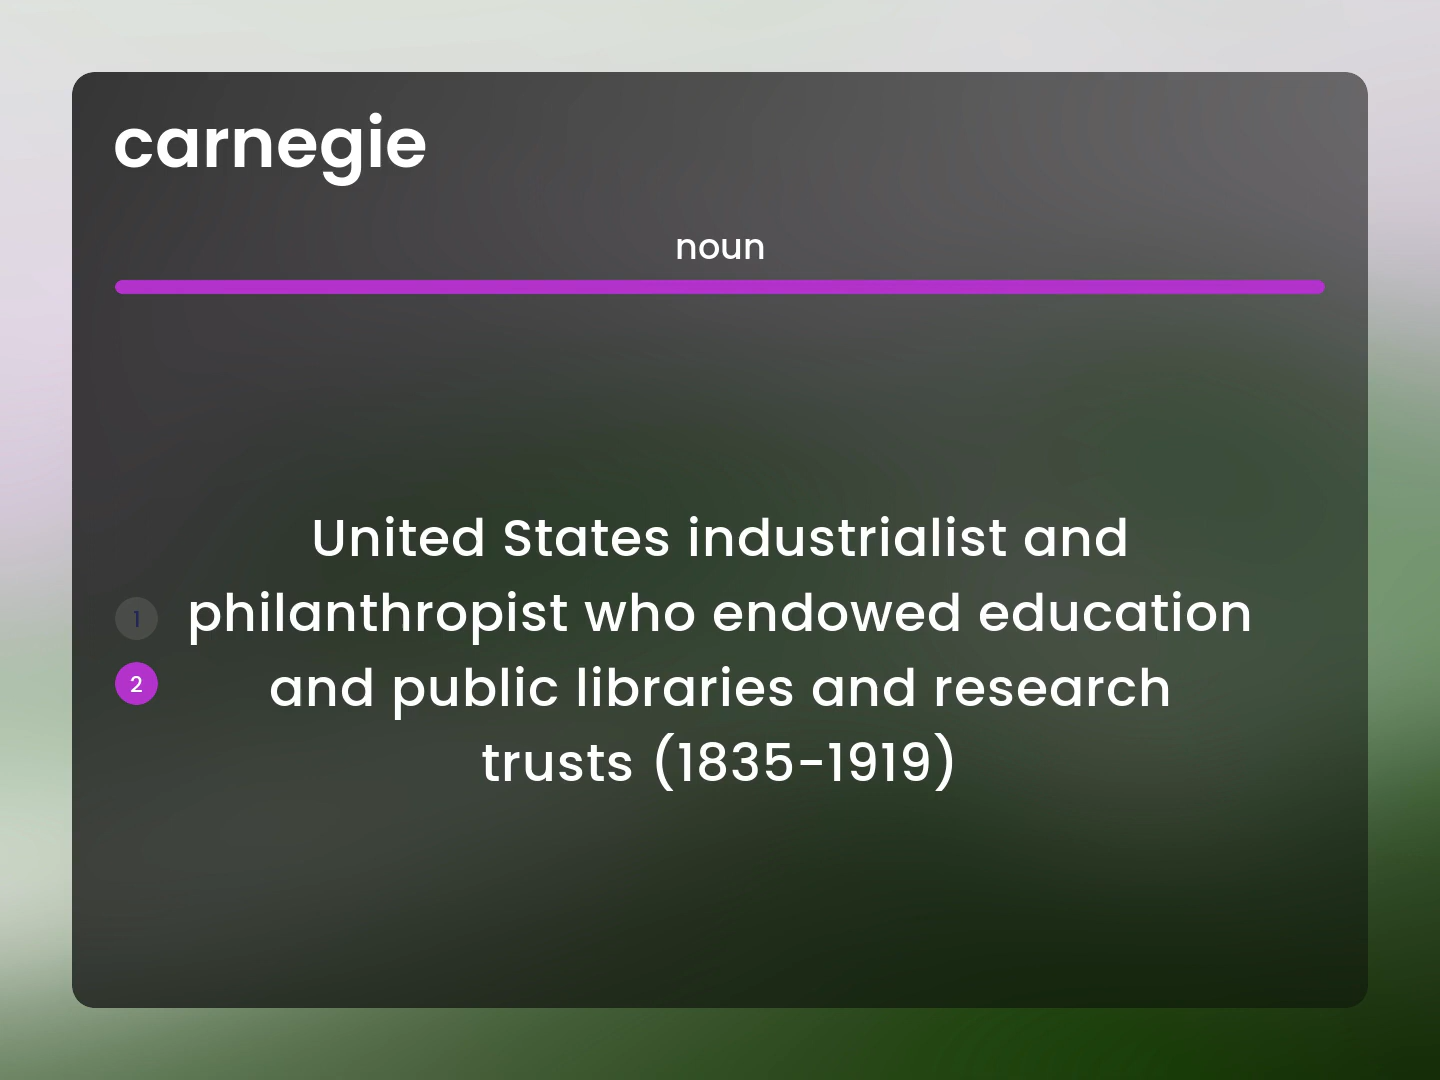 carnegie
noun
United States industrialist and
philanthropist who endowed education
and public libraries and research
trusts (1835-1919)
1
2